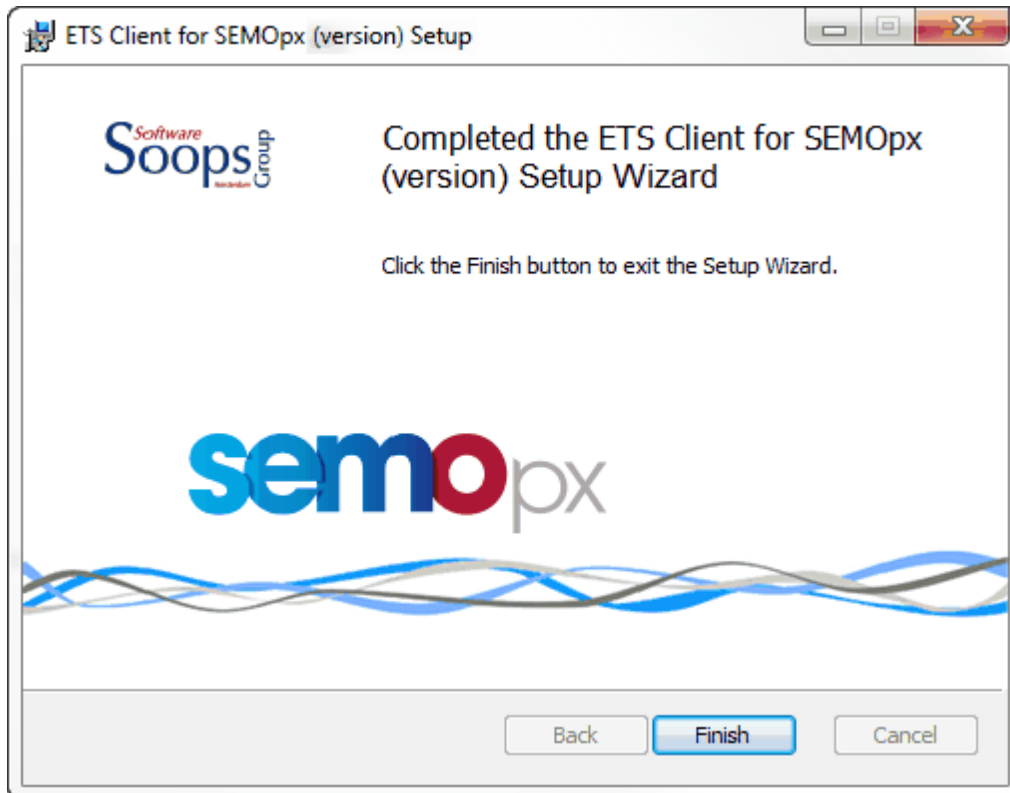 ETS Client for SEMOpx (version) Setup
Software
Soops
Group
Amsterdam
Completed the ETS Client for SEMOpx
(version) Setup Wizard
Click the Finish button to exit the Setup Wizard.
semopx
Back
Finish
Cancel